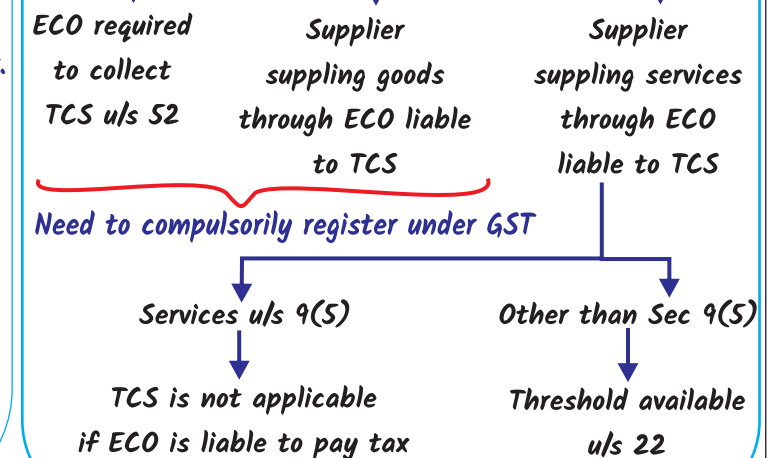 ECO required
to collect
TCS u/s 52
Supplier
suppling goods
through ECO liable
to TCS
Supplier
suppling services
through ECO
liable to TCS
Need to compulsorily register under GST
Services u/s 9(5)
Other than Sec 9(5)
TCS is not applicable
if ECO is liable to pay tax
Threshold available
u/s 22